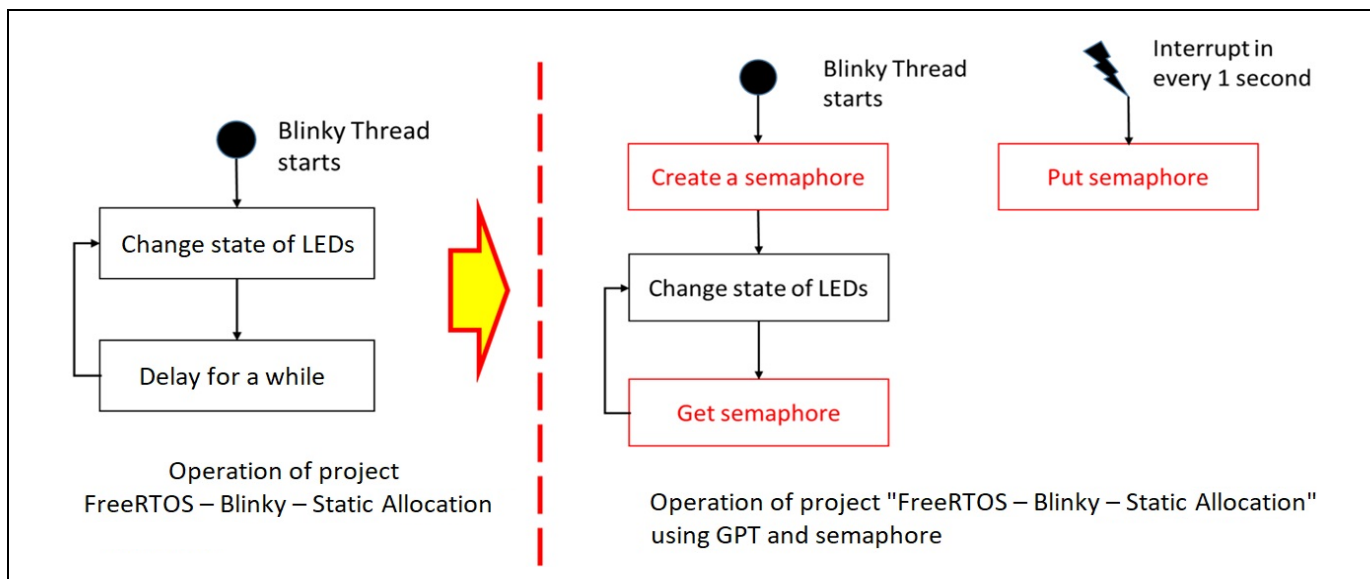 Blinky Thread
starts
Change state of LEDs
Delay for a while
Operation of project
FreeRTOS – Blinky – Static Allocation
Blinky Thread
starts
Interrupt in
every 1 second
Create a semaphore
Put semaphore
Change state of LEDs
Get semaphore
Operation of project "FreeRTOS – Blinky – Static Allocation"
using GPT and semaphore